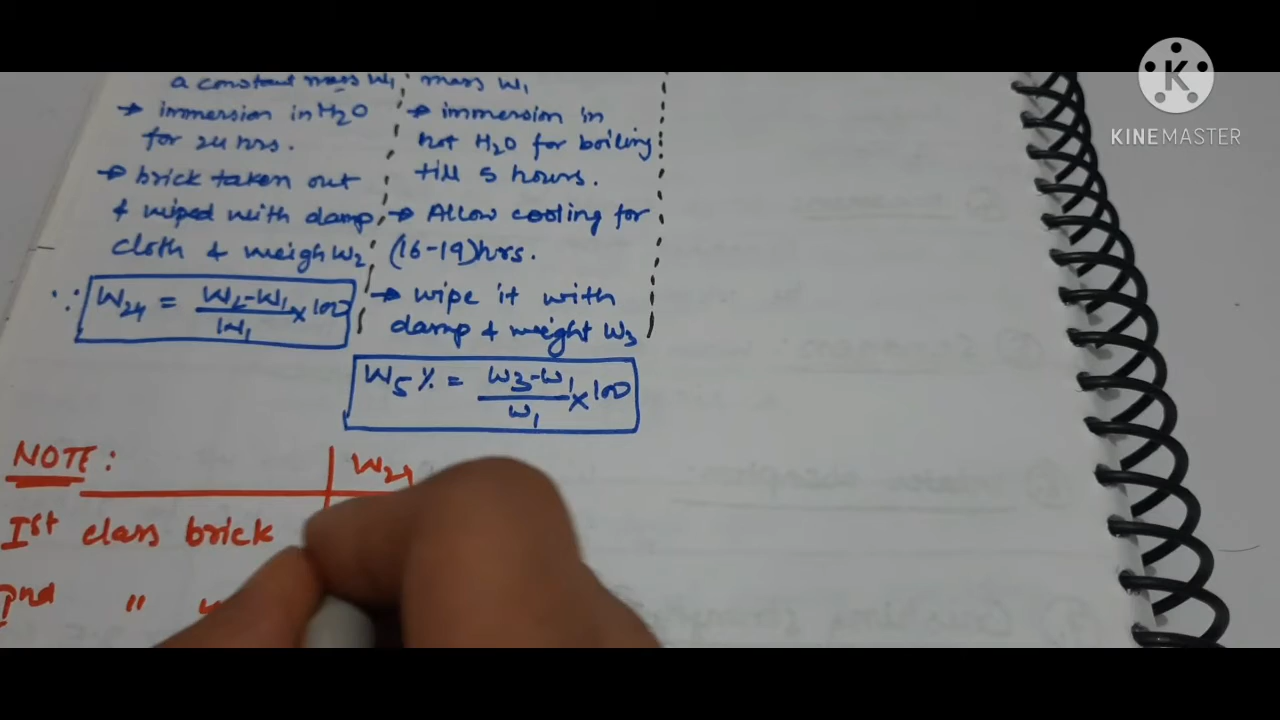 a constant mass W1
→ immersion in H2O
for 24 hrs.
→ brick taken out
& wiped with damp
cloth & weigh W2
∴ W24 = W2-W1/W1 x 100
mass W1
→ immersion in
hot H2O for boiling
till 5 hours.
→ Allow cooling for
(16-19)hrs.
→ wipe it with
damp & weight W3
W5 % = W3-W1/W1 x 100
NOTE:
W24
Ist class brick
"
K
KINEMASTER